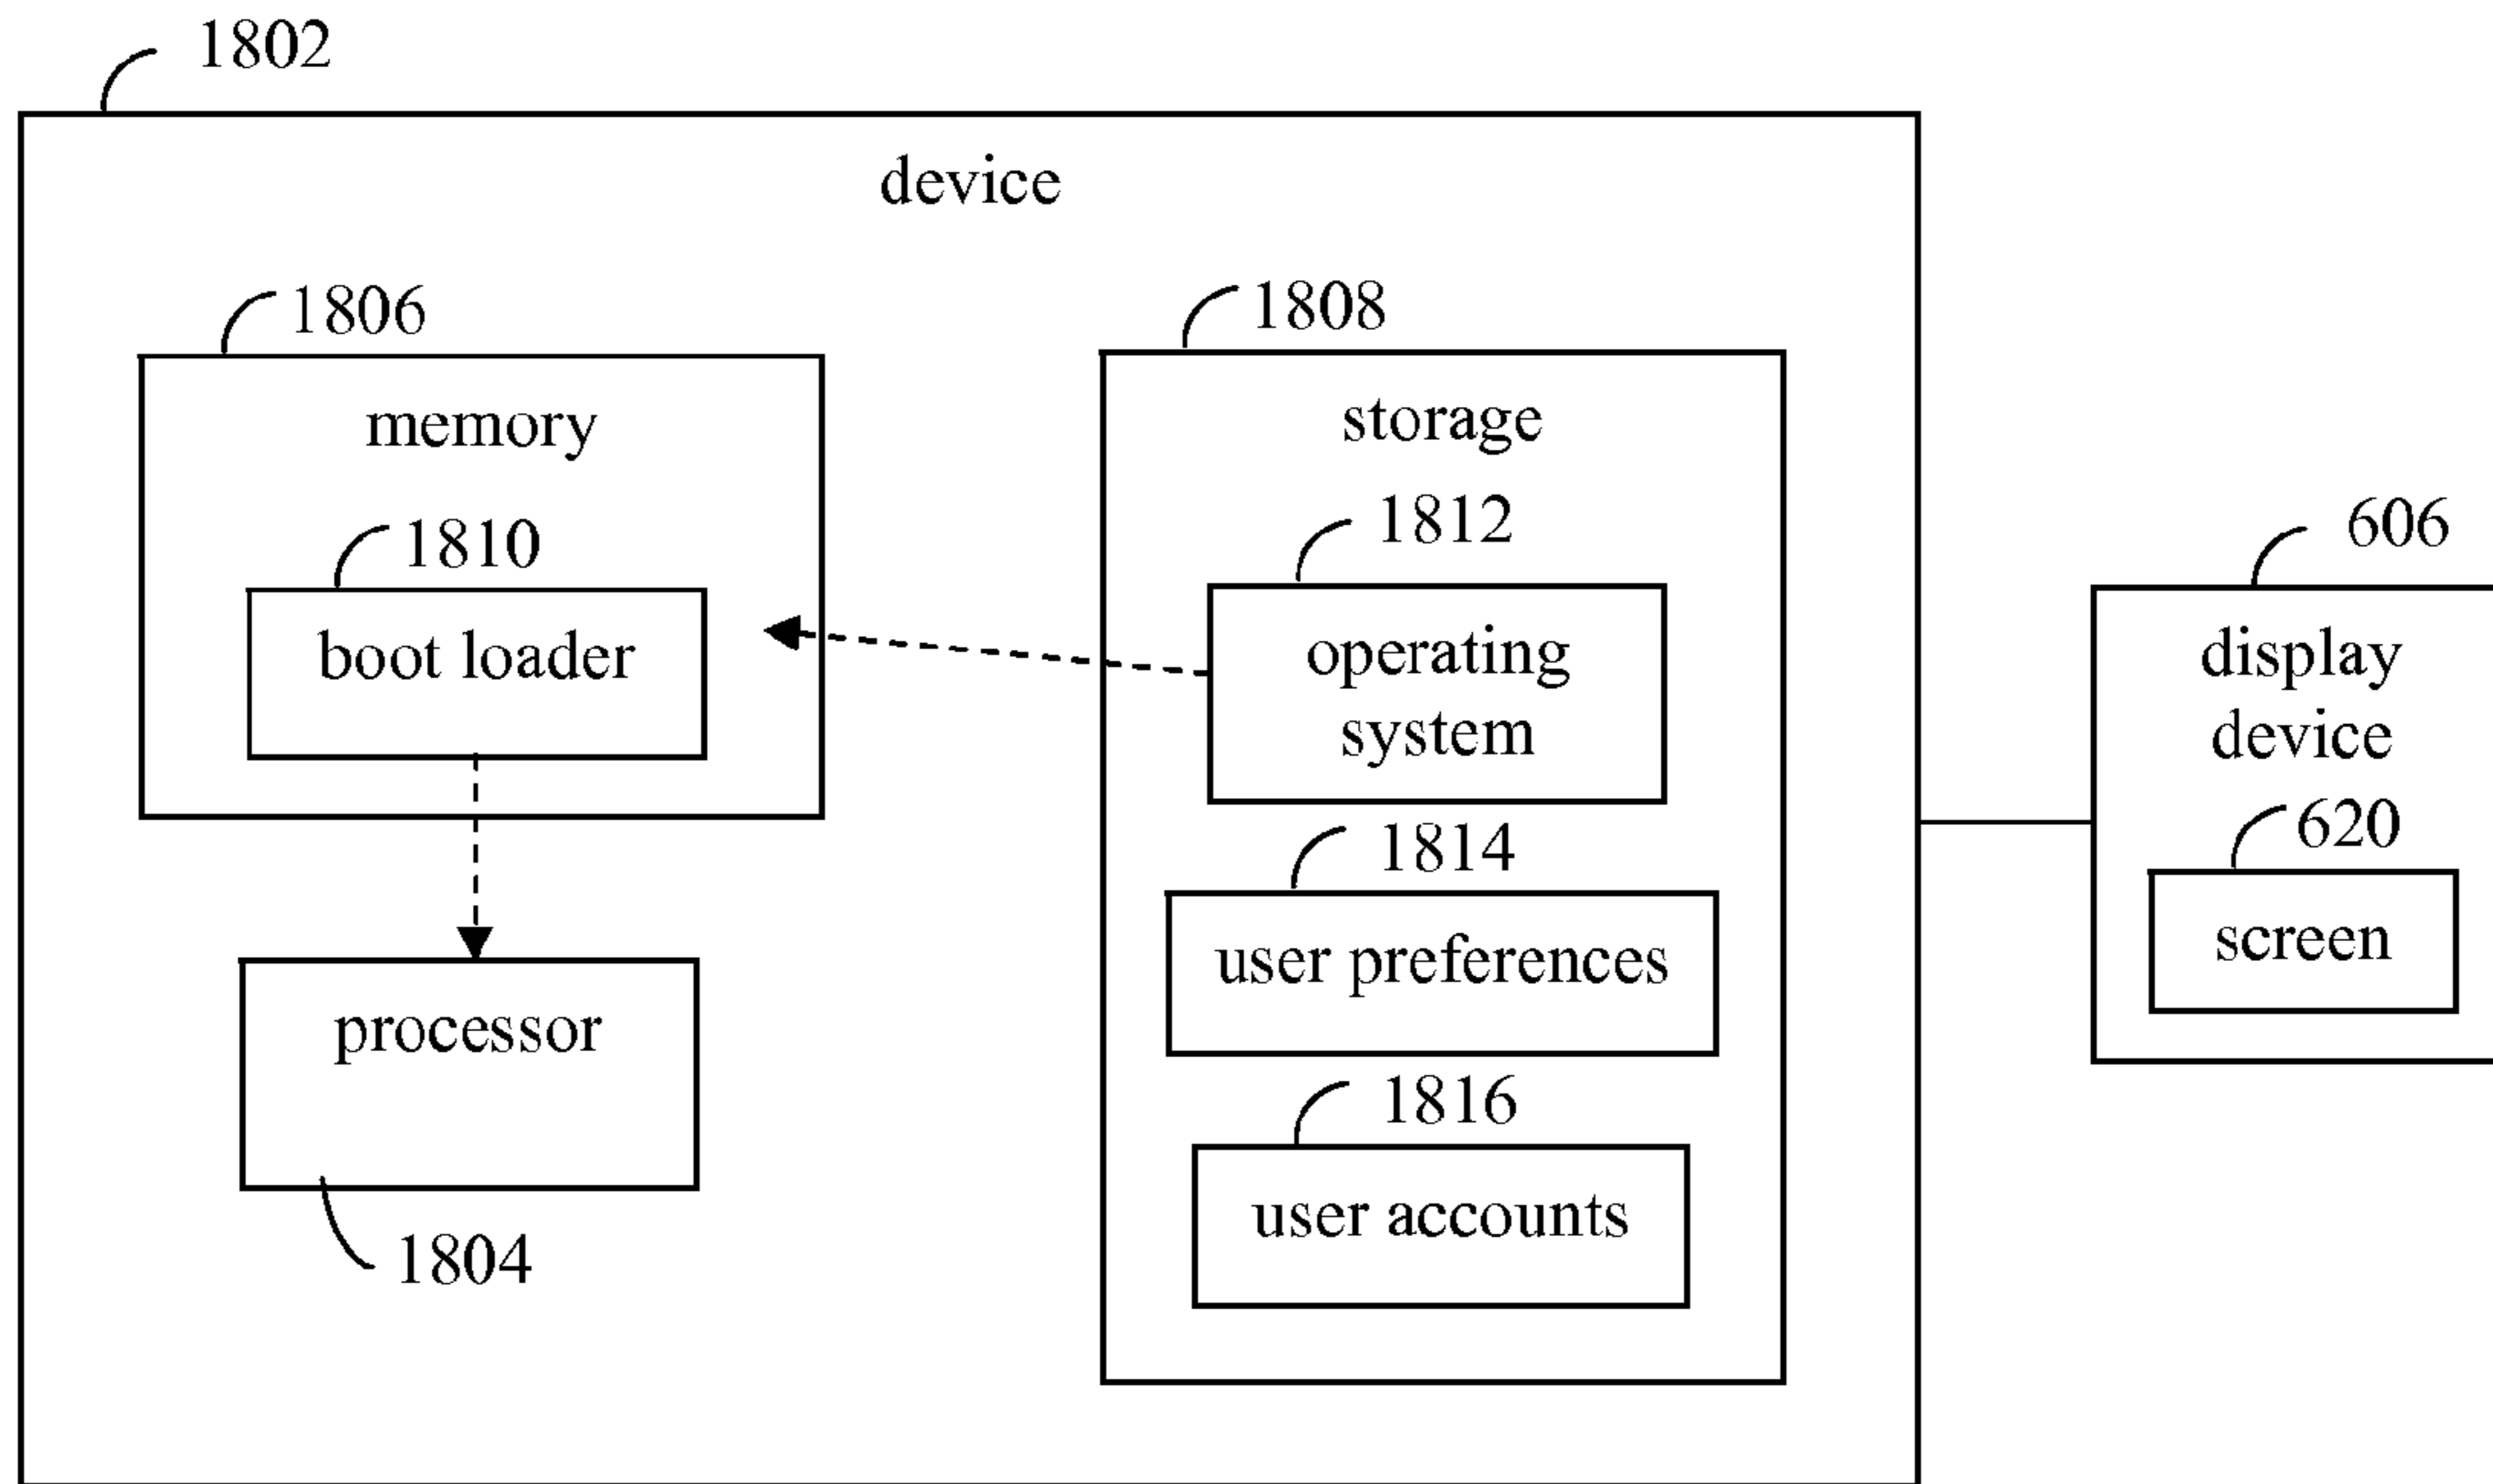 1802
device
1806
memory
1810
boot loader
processor
1804
1808
storage
1812
operating
system
1814
user preferences
1816
user accounts
606
display
device
620
screen